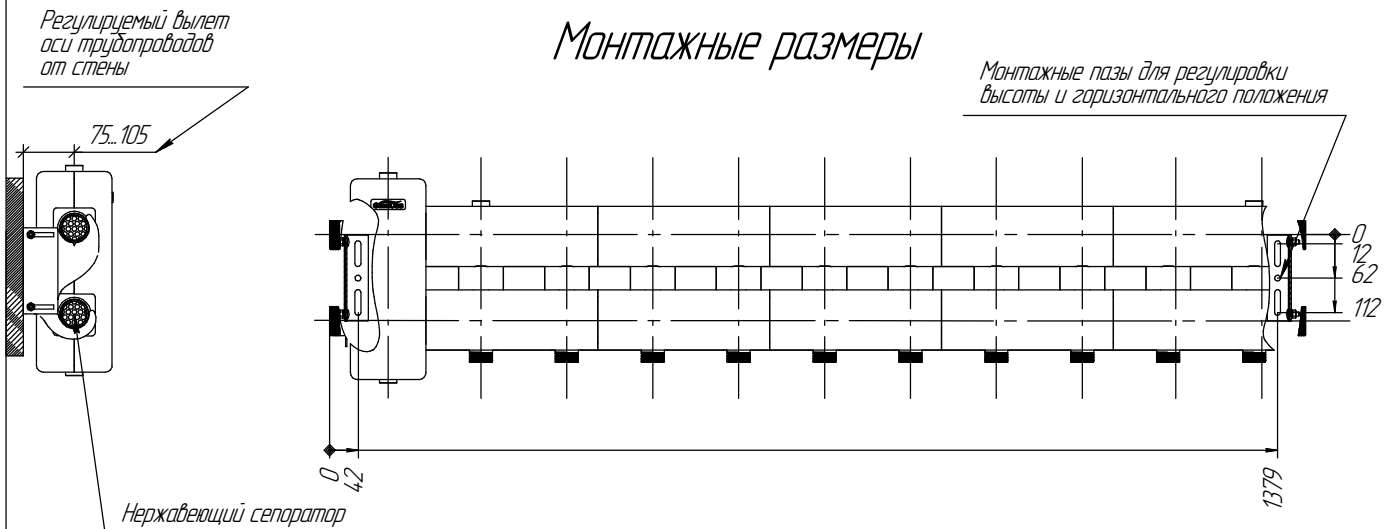 Регулируемый вылет
оси трубопроводов
от стены
Монтажные размеры
Монтажные пазы для регулировки
высоты и горизонтального положения
75...105
0
12
62
112
0
42
1379
Нержавеющий сепоратор